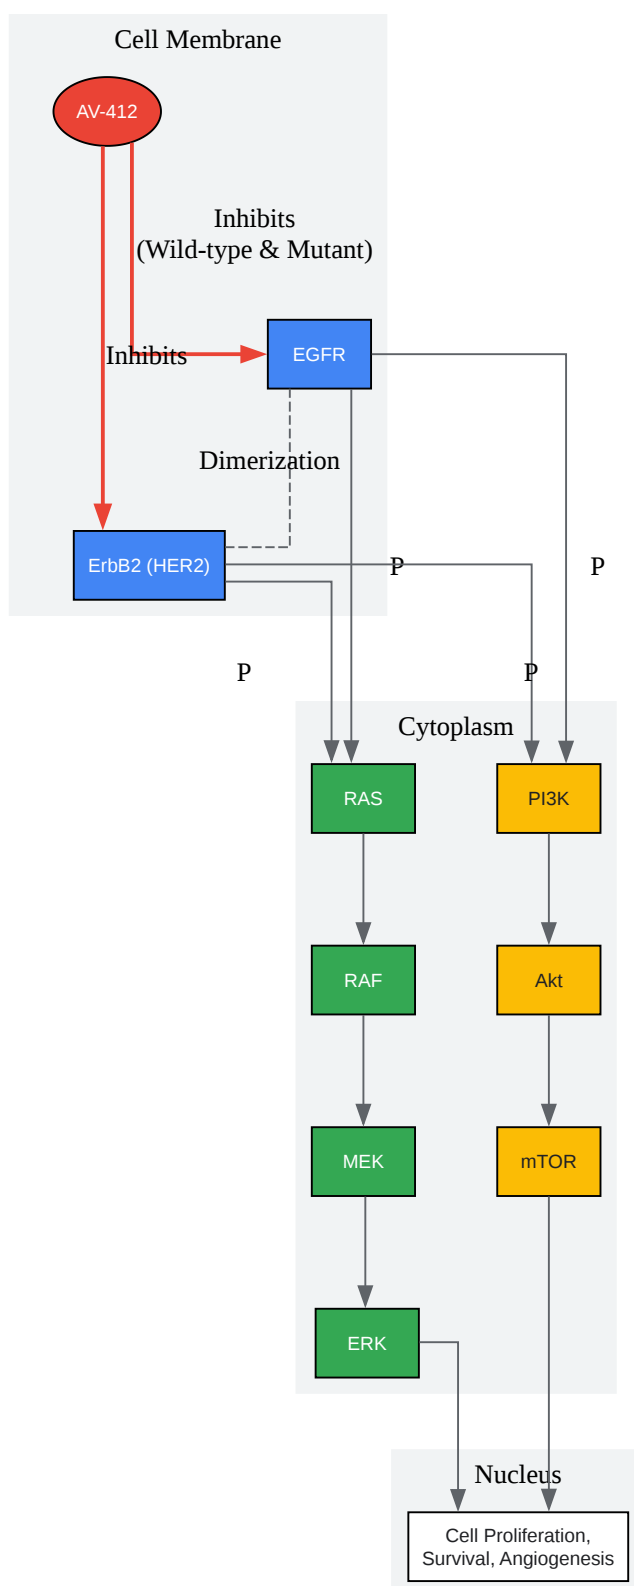 Cell Membrane
AV-412
Inhibits
(Wild-type & Mutant)
Inhibits
EGFR
Dimerization
ErbB2 (HER2)
P
P
P
P
Cytoplasm
RAS
PI3K
RAF
Akt
MEK
mTOR
ERK
Nucleus
Cell Proliferation,
Survival, Angiogenesis